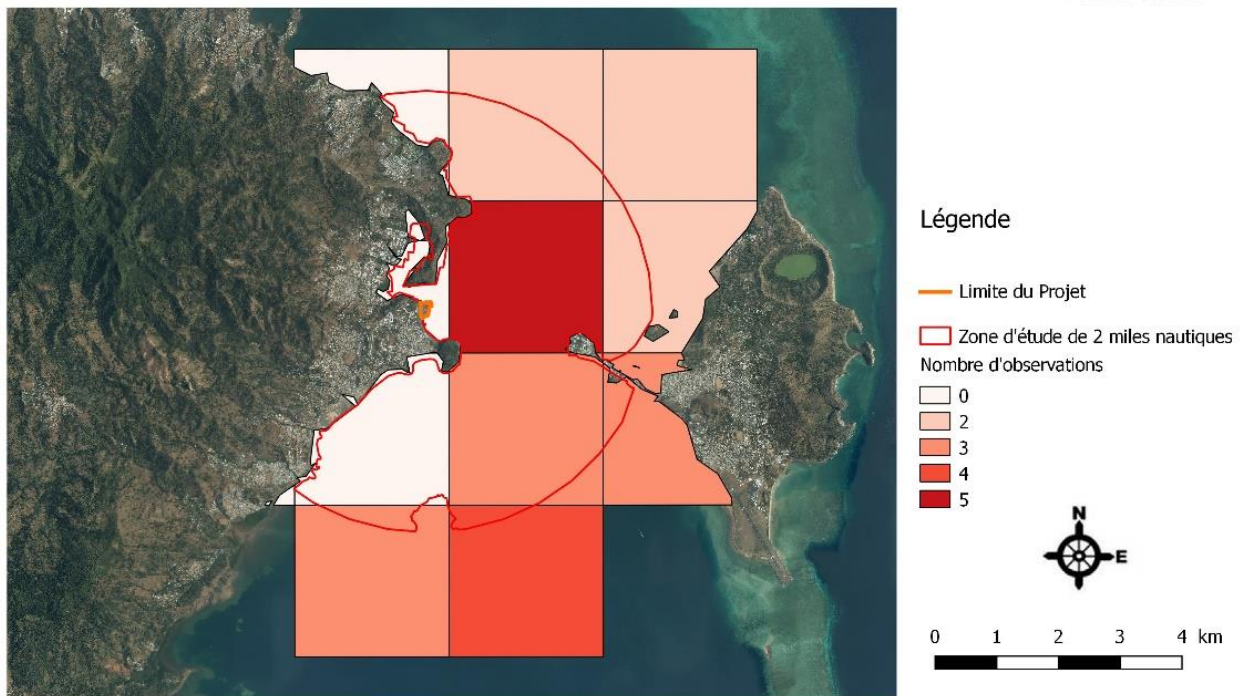 Légende
Limite du Projet
Zone d'étude de 2 miles nautiques
Nombre d'observations
0
2
3
4
5
N
E
0 1 2 3 4 km